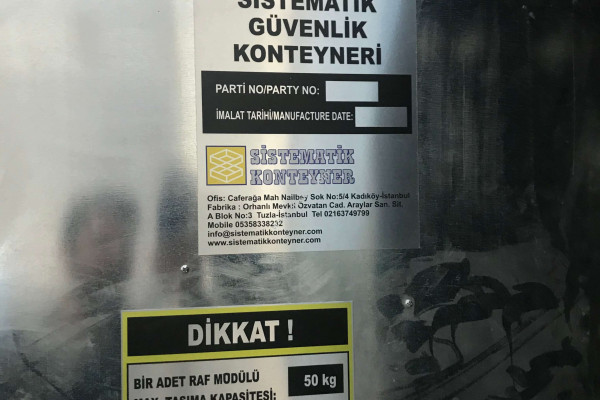 SİSTEMATİK
GÜVENLİK
KONTEYNERİ
PARTİ NO/PARTY NO:
İMALAT TARİHİ/MANUFACTURE DATE:
SİSTEMATİK
KONTEYNER
Ofis: Caferağa Mah Nailbey Sok No:5/4 Kadıköy-İstanbul
Fabrika : Orhanlı Mevkii Özvatan Cad. Araylar San. Sit.
A Blok No:3 Tuzla-İstanbul Tel 02163749799
Mobile 05358338232
info@sistematikkonteyner.com
www.sistematikkonteyner.com
DİKKAT !
BİR ADET RAF MODÜLÜ
50 kg
MAX. TAŞIMA KAPASİTESİ: